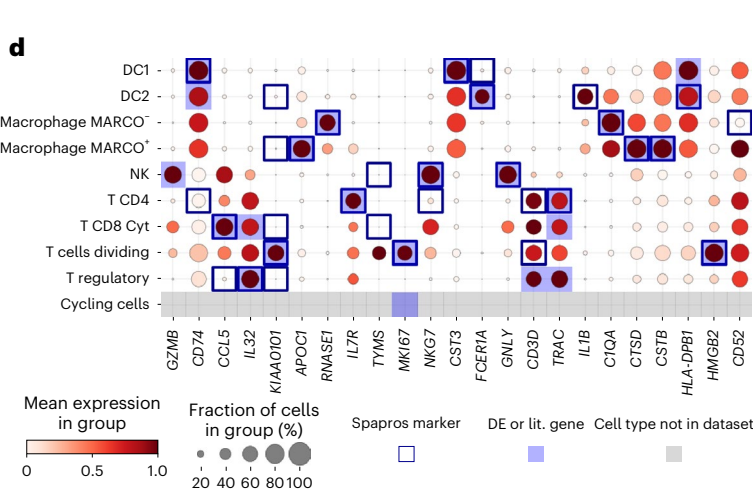 d
DC1
DC2
Macrophage MARCO⁻
Macrophage MARCO⁺
NK
T CD4
T CD8 Cyt
T cells dividing
T regulatory
Cycling cells
GZMB CD74 CCL5 IL32 KIAA0101 APOC1 RNASE1 IL7R TYMS MKI67 NKG7 CST3 FCER1A GNLY CD3D TRAC IL1B C1QA CTSD CSTB HLA-DPB1 HMGB2 CD52
Mean expression
in group
0 0.5 1.0
Fraction of cells
in group (%)
20 40 60 80 100
Spapros marker
DE or lit. gene
Cell type not in dataset